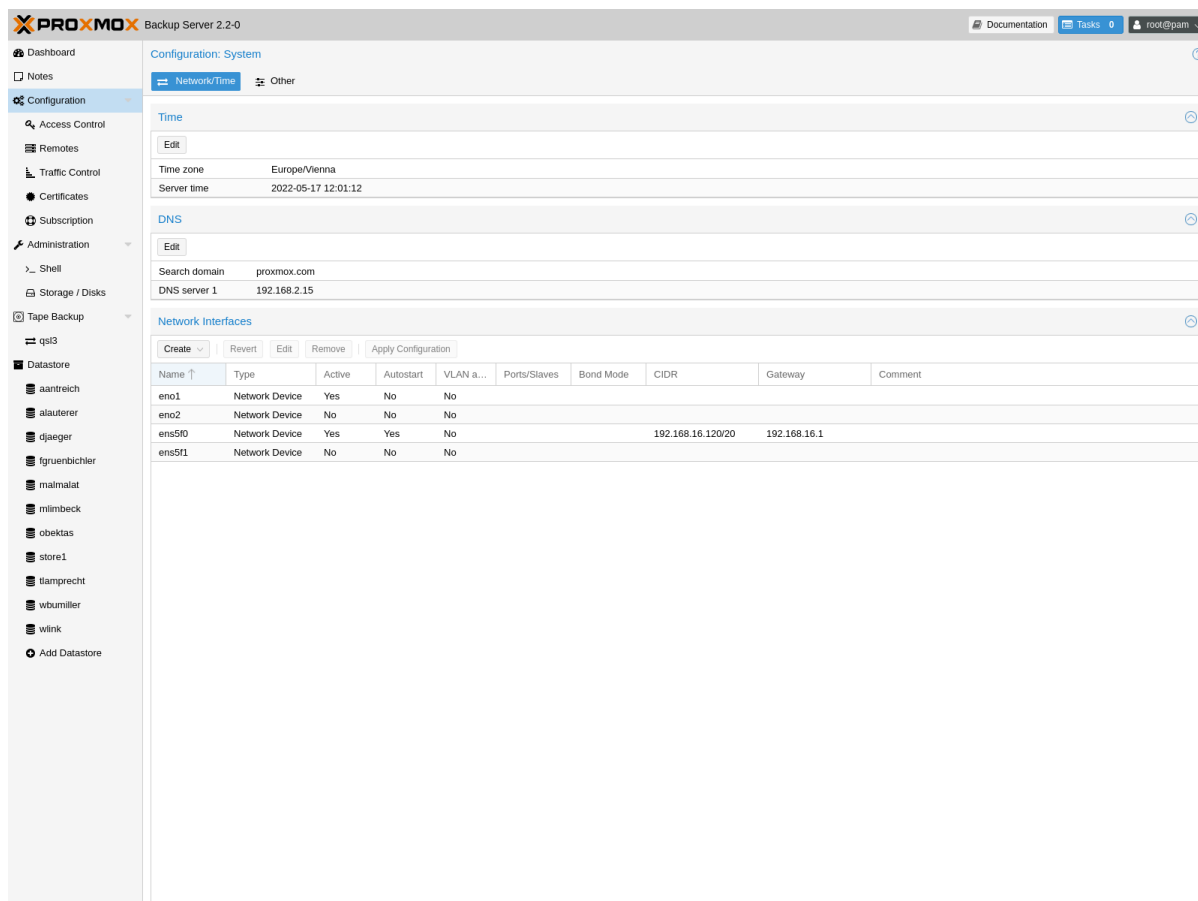 PROXMOX Backup Server 2.2-0
Documentation
Tasks 0
root@pam
Dashboard
Notes
Configuration
Access Control
Remotes
Traffic Control
Certificates
Subscription
Administration
Shell
Storage / Disks
Tape Backup
qsl3
Datastore
aantreich
alauterer
djaeger
fgruenbichler
malmalat
mlimbeck
obektas
store1
tlamprecht
wbumiller
wlink
Add Datastore
Configuration: System
Network/Time Other
Time
Edit
Time zone Europe/Vienna
Server time 2022-05-17 12:01:12
DNS
Edit
Search domain proxmox.com
DNS server 1 192.168.2.15
Network Interfaces
Create Revert Edit Remove Apply Configuration
Name Type Active Autostart VLAN a... Ports/Slaves Bond Mode CIDR Gateway Comment
eno1 Network Device Yes No No
eno2 Network Device No No No
ens5f0 Network Device Yes Yes No 192.168.16.120/20 192.168.16.1
ens5f1 Network Device No No No